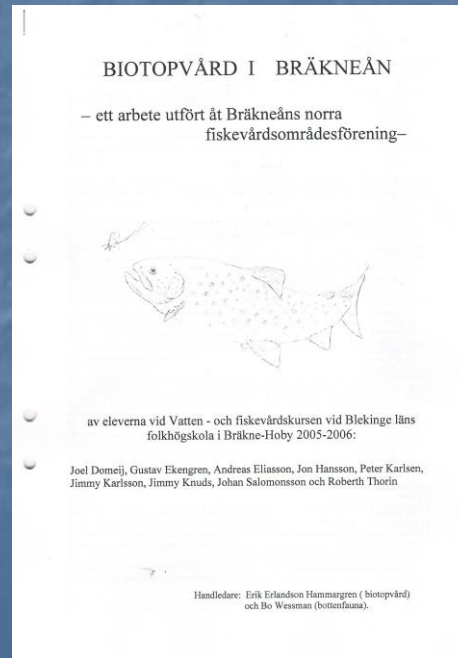 BIOTOPVÅRD I BRÄKNEÅN
– ett arbete utfört åt Bräkneåns norra
fiskevårdsområdesförening–
av eleverna vid Vatten - och fiskevårdskursen vid Blekinge läns
folkhögskola i Bräkne-Hoby 2005-2006:
Joel Domeij, Gustav Ekengren, Andreas Eliasson, Jon Hansson, Peter Karlsen,
Jimmy Karlsson, Jimmy Knuds, Johan Salomonsson och Roberth Thorin
Handledare: Erik Erlandson Hammargren ( biotopvård)
och Bo Wessman (bottenfauna).